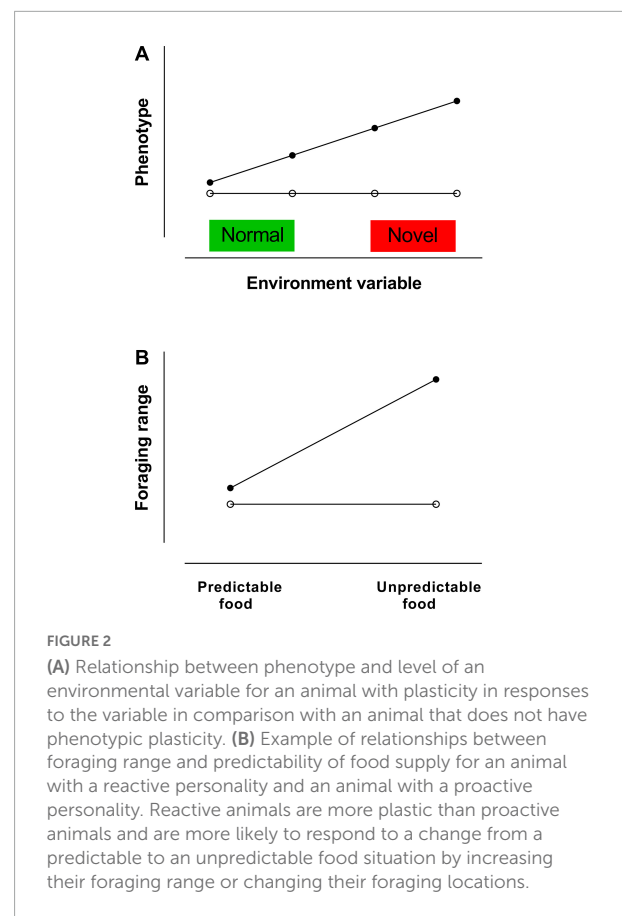 A
Phenotype
Normal
Novel
Environment variable
B
Foraging range
Predictable
food
Unpredictable
food
FIGURE 2
(A) Relationship between phenotype and level of an
environmental variable for an animal with plasticity in responses
to the variable in comparison with an animal that does not have
phenotypic plasticity. (B) Example of relationships between
foraging range and predictability of food supply for an animal
with a reactive personality and an animal with a proactive
personality. Reactive animals are more plastic than proactive
animals and are more likely to respond to a change from a
predictable to an unpredictable food situation by increasing
their foraging range or changing their foraging locations.